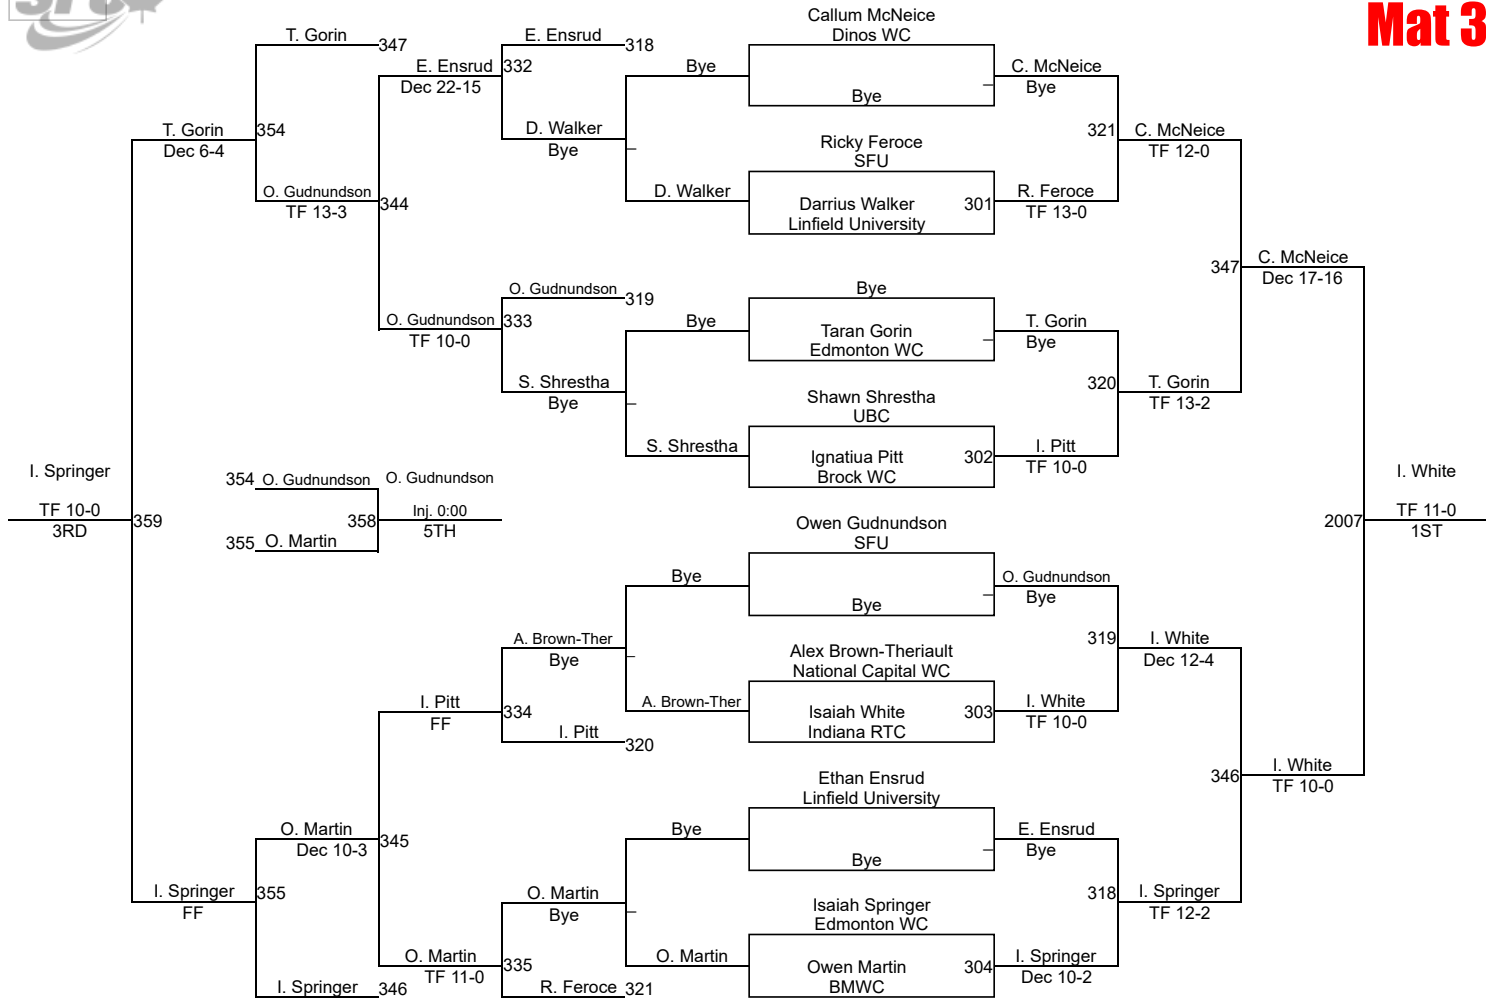 SFU
Mat 3
Callum McNeice
Dinos WC
T. Gorin
347
E. Ensrud
318
E. Ensrud
332
Dec 22-15
Bye
Bye
C. McNeice
Bye
T. Gorin
354
Dec 6-4
D. Walker
Bye
Ricky Feroce
SFU
321
C. McNeice
TF 12-0
O. Gudnundson
344
TF 13-3
D. Walker
Darrius Walker
301
Linfield University
R. Feroce
TF 13-0
347
C. McNeice
Dec 17-16
O. Gudnundson
319
Bye
O. Gudnundson
333
TF 10-0
Bye
Taran Gorin
Edmonton WC
T. Gorin
Bye
S. Shrestha
Bye
Shawn Shrestha
UBC
320
T. Gorin
TF 13-2
S. Shrestha
Ignatiua Pitt
302
Brock WC
I. Pitt
TF 10-0
I. Springer
TF 10-0
359
3RD
354
O. Gudnundson
O. Gudnundson
358
Inj. 0:00
5TH
355
O. Martin
I. White
2007
TF 11-0
1ST
Owen Gudnundson
SFU
Bye
Bye
O. Gudnundson
Bye
A. Brown-Ther
Bye
Alex Brown-Theriault
National Capital WC
319
I. White
Dec 12-4
I. Pitt
334
FF
A. Brown-Ther
Isaiah White
303
Indiana RTC
I. White
TF 10-0
I. Pitt
320
346
I. White
TF 10-0
Ethan Ensrud
Linfield University
O. Martin
345
Dec 10-3
Bye
Bye
E. Ensrud
Bye
I. Springer
355
FF
O. Martin
Bye
Isaiah Springer
Edmonton WC
318
I. Springer
TF 12-2
O. Martin
335
TF 11-0
O. Martin
Owen Martin
304
BMWC
I. Springer
Dec 10-2
I. Springer
346
R. Feroce
321